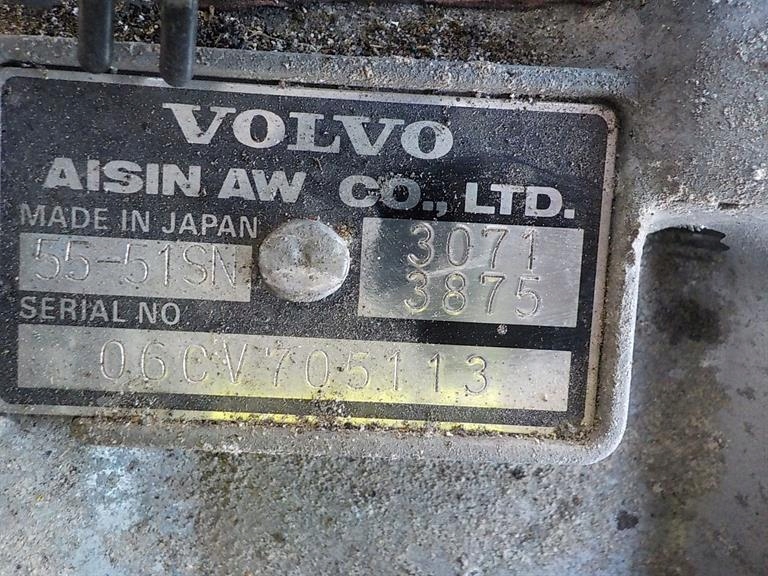 VOLVO
AISIN AW CO., LTD.
MADE IN JAPAN
55-51SN
3071
3875
SERIAL NO
06CV705113